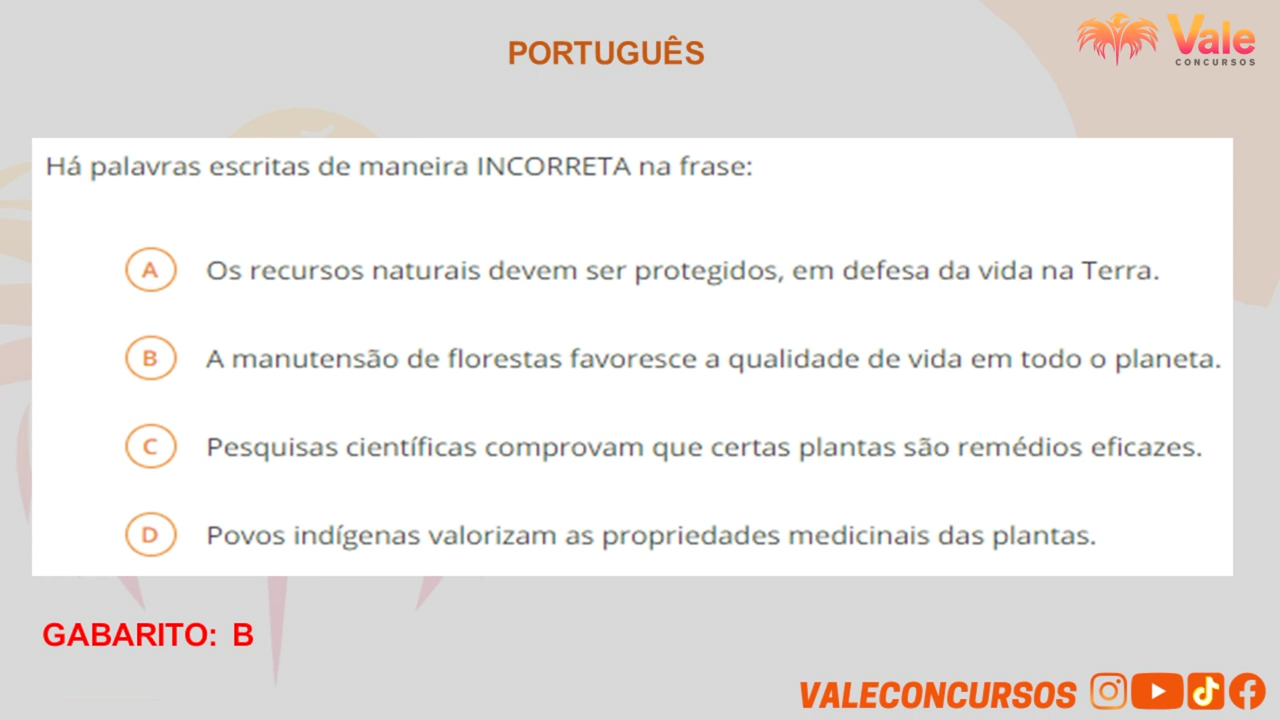 PORTUGUÊS
Vale
CONCURSOS
Há palavras escritas de maneira INCORRETA na frase:
A Os recursos naturais devem ser protegidos, em defesa da vida na Terra.
B A manutensão de florestas favoresce a qualidade de vida em todo o planeta.
C Pesquisas científicas comprovam que certas plantas são remédios eficazes.
D Povos indígenas valorizam as propriedades medicinais das plantas.
GABARITO: B
VALECONCURSOS